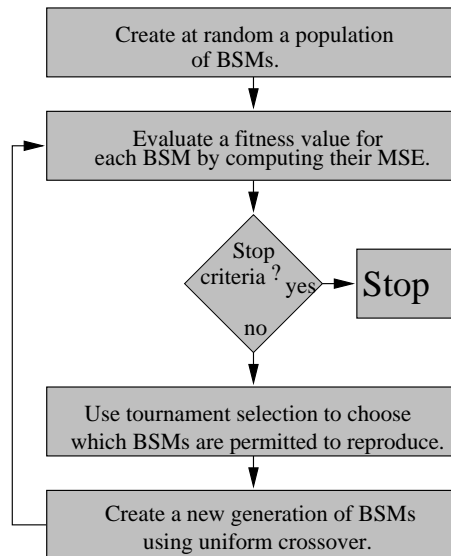 Create at random a population
of BSMs.
Evaluate a fitness value for
each BSM by computing their MSE.
Stop
criteria ?
yes
Stop
no
Use tournament selection to choose
which BSMs are permitted to reproduce.
Create a new generation of BSMs
using uniform crossover.